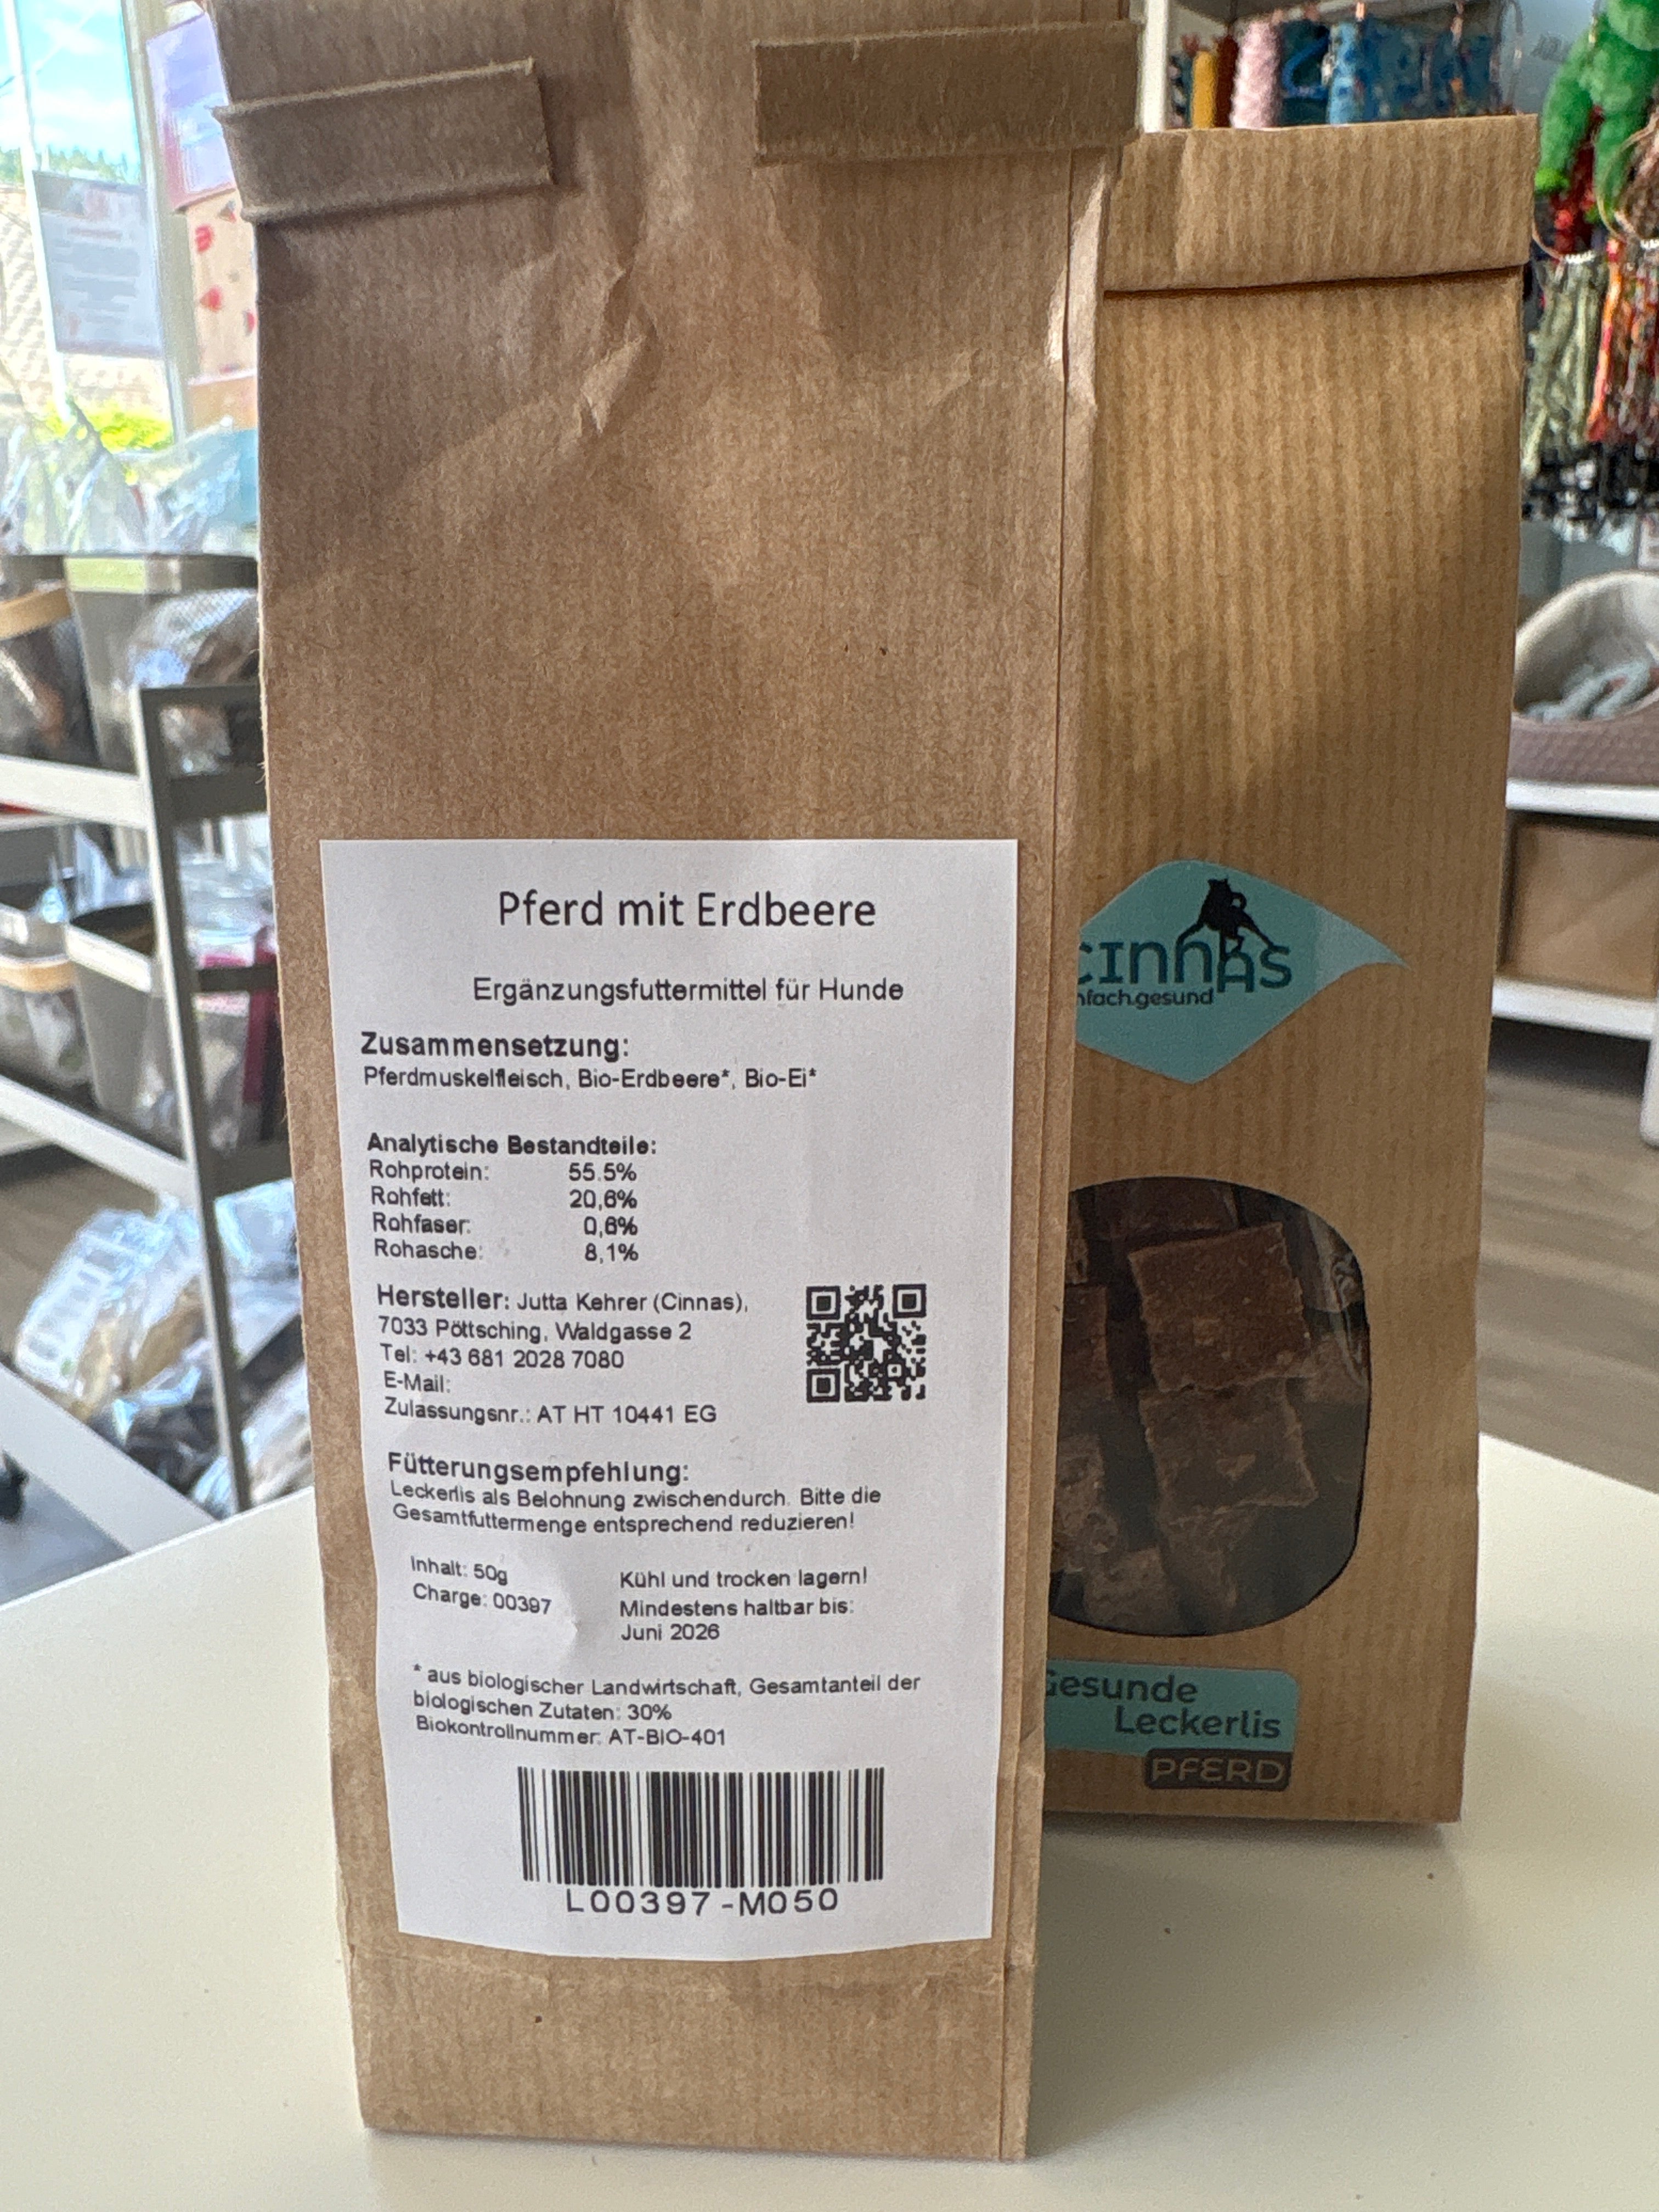 Pferd mit Erdbeere
Ergänzungsfuttermittel für Hunde
Zusammensetzung:
Pferdmuskelfleisch, Bio-Erdbeere*, Bio-Ei*
Analytische Bestandteile:
Rohprotein: 55.5%
Rohfett: 20,6%
Rohfaser: 0,6%
Rohasche: 8,1%
Hersteller: Jutta Kehrer (Cinnas),
7033 Pöttsching, Waldgasse 2
Tel: +43 681 2028 7080
E-Mail:
Zulassungsnr.: AT HT 10441 EG
Fütterungsempfehlung:
Leckerlis als Belohnung zwischendurch. Bitte die
Gesamtfuttermenge entsprechend reduzieren!
Inhalt: 50g
Charge: 00397
Kühl und trocken lagern!
Mindestens haltbar bis:
Juni 2026
* aus biologischer Landwirtschaft, Gesamtanteil der
biologischen Zutaten: 30%
Biokontrollnummer: AT-BIO-401
L00397-M050
cinnas
nfach.gesund
Gesunde
Leckerlis
PFERD